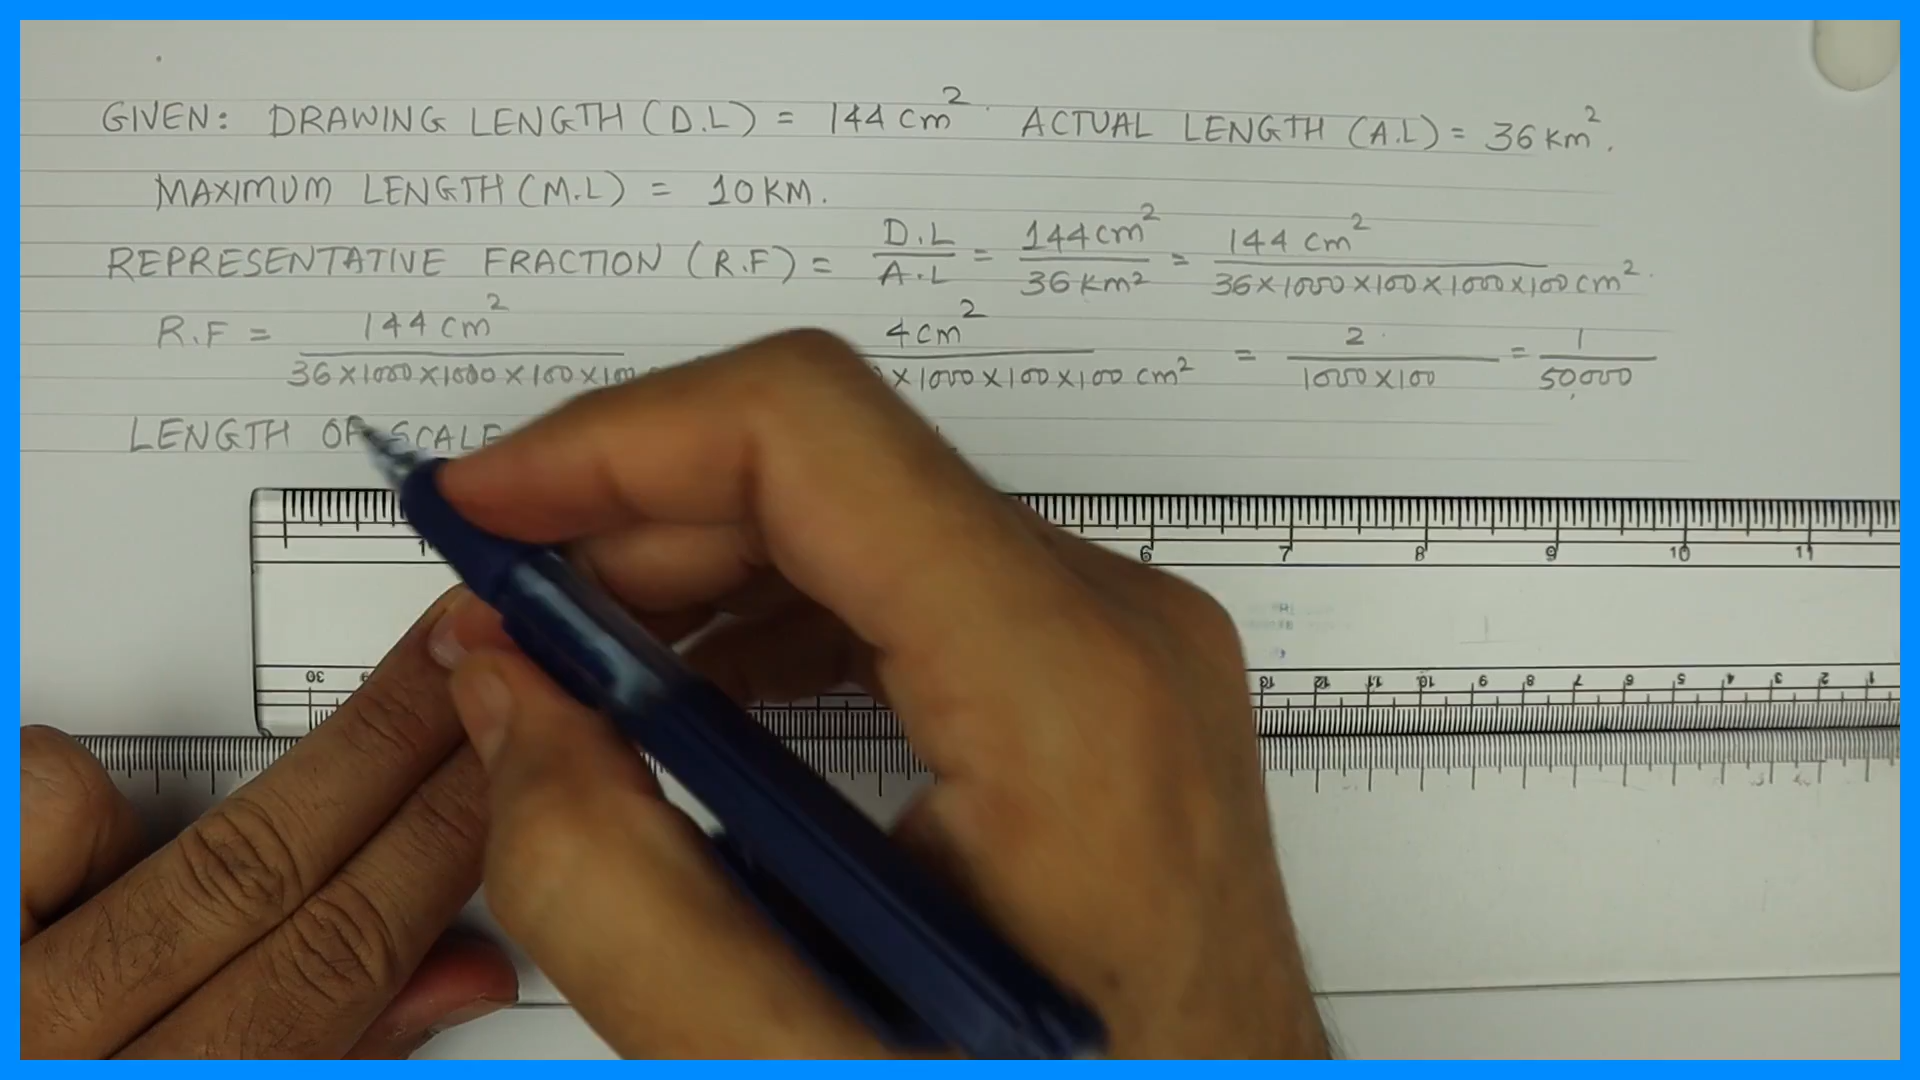 GIVEN: DRAWING LENGTH (D.L) = 144 cm² ACTUAL LENGTH (A.L) = 36 Km².
MAXIMUM LENGTH (M.L) = 10 KM.
REPRESENTATIVE FRACTION (R.F) = D.L / A.L = 144 cm² / 36 Km² = 144 cm² / 36×1000×100×1000×100 cm².
R.F = 144 cm² / 36×1000×1000×100×100 4 cm² / ×1000×100×100 cm² = 2 / 1000×100 = 1 / 50,000
LENGTH OF SCALE
1 6 7 8 9 10 11
30 13 12 11 10 9 8 7 6 5 4 3 2 1